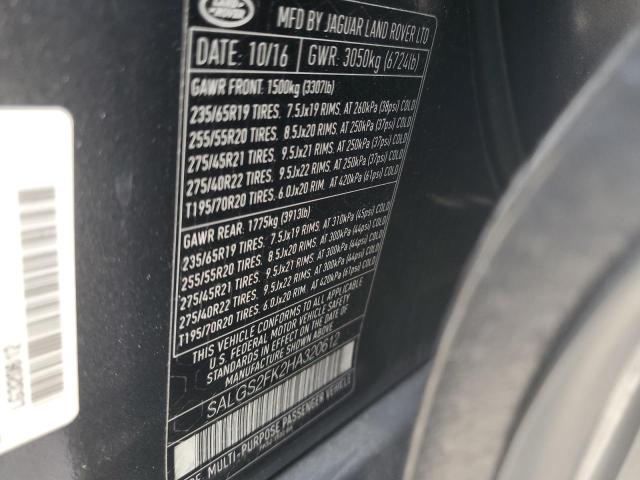 LAND
ROVER
MFD BY JAGUAR LAND ROVER LTD
DATE: 10/16 GWR: 3050kg (6724lb)
GAWR FRONT: 1500kg (3307lb)
235/65R19 TIRES. 7.5Jx19 RIMS. AT 260kPa (38psi) COLD
255/55R20 TIRES. 8.5Jx20 RIMS. AT 250kPa (37psi) COLD
275/45R21 TIRES. 9.5Jx21 RIMS. AT 250kPa (37psi) COLD
275/40R22 TIRES. 9.5Jx22 RIMS. AT 250kPa (37psi) COLD
T195/70R20 TIRES. 6.0Jx20 RIM. AT 420kPa (61psi) COLD
GAWR REAR: 1775kg (3913lb)
235/65R19 TIRES. 7.5Jx19 RIMS. AT 310kPa (45psi) COLD
255/55R20 TIRES. 8.5Jx20 RIMS. AT 300kPa (44psi) COLD
275/45R21 TIRES. 9.5Jx21 RIMS. AT 300kPa (44psi) COLD
275/40R22 TIRES. 9.5Jx22 RIMS. AT 300kPa (44psi) COLD
T195/70R20 TIRES. 6.0Jx20 RIM. AT 420kPa (61psi) COLD
THIS VEHICLE CONFORMS TO ALL APPLICABLE
U.S. FEDERAL MOTOR VEHICLE SAFETY
STANDARDS IN EFFECT ON THE DATE OF
MANUFACTURE SHOWN ABOVE.
SALGS2FK2HA320612
MULTI-PURPOSE PASSENGER VEHICLE